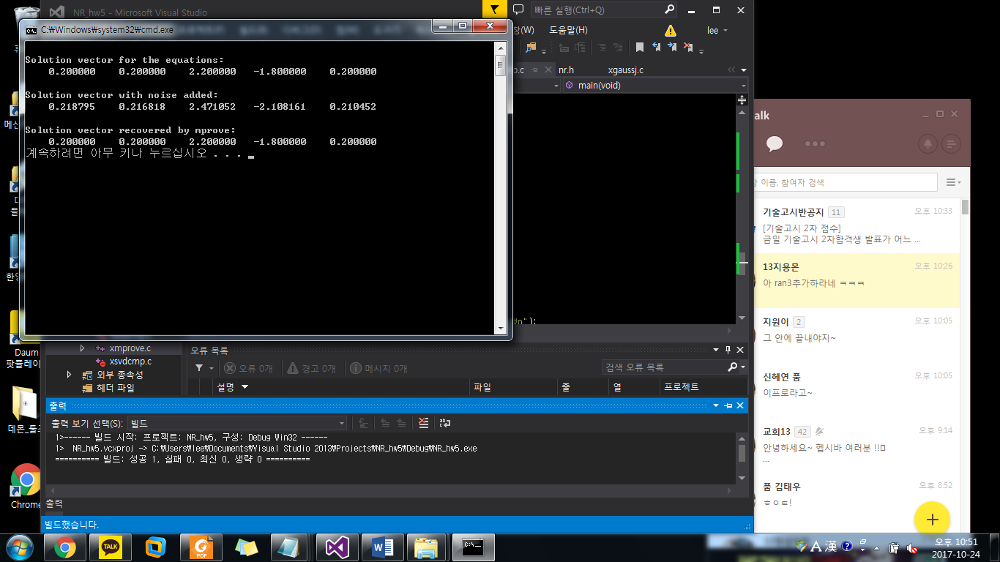 NR_hw5 - Microsoft Visual Studio
빠른 실행(Ctrl+Q)
C:\Windows\system32\cmd.exe
창(W) 도움말(H)
lee
Solution vector for the equations:
0.200000 0.200000 2.200000 -1.800000 0.200000
Solution vector with noise added:
0.218795 0.216818 2.471052 -2.108161 0.210452
Solution vector recovered by mprove:
0.200000 0.200000 2.200000 -1.800000 0.200000
계속하려면 아무 키나 누르십시오 . . .
p.c nr.h xgaussj.c
main(void)
\n");
xmprove.c
xsvdcmp.c
외부 종속성
헤더 파일
오류 목록
오류 0개 경고 0개 메시지 0개
검색 오류 목록
설명 파일 줄 열 프로젝트
출력
출력 보기 선택(S): 빌드
1>------ 빌드 시작: 프로젝트: NR_hw5, 구성: Debug Win32 ------
1> NR_hw5.vcxproj -> C:\Users\lee\Documents\Visual Studio 2013\Projects\NR_hw5\Debug\NR_hw5.exe
========== 빌드: 성공 1, 실패 0, 최신 0, 생략 0 ==========
출력
빌드했습니다.
alk
이름, 참여자 검색
기술고시반공지 11 오후 10:33
[기술고시 2차 점수]
금일 기술고시 2차합격생 발표가 어느 ...
13지용몬 오후 10:26
아 ran3추가하라네 ㅋㅋㅋ
지원이 2 오후 10:05
그 안에 끝내야지~
신혜연 품 오후 10:05
이프로라고~
교회13 42 오후 9:14
안녕하세요~ 헵시바 여러분 !!
...
품 김태우 오후 8:52
ㅎㅇㅌ!
메신
한양
Daum
팟플레이
데몬_툴즈
Chrome
TALK
PDF
A 漢
오후 10:51
2017-10-24